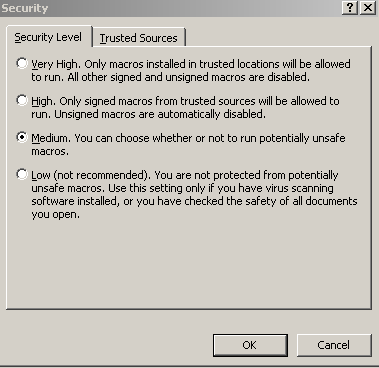 Security
Security Level Trusted Sources
Very High. Only macros installed in trusted locations will be allowed
to run. All other signed and unsigned macros are disabled.
High. Only signed macros from trusted sources will be allowed to
run. Unsigned macros are automatically disabled.
Medium. You can choose whether or not to run potentially unsafe
macros.
Low (not recommended). You are not protected from potentially
unsafe macros. Use this setting only if you have virus scanning
software installed, or you have checked the safety of all documents
you open.
OK Cancel